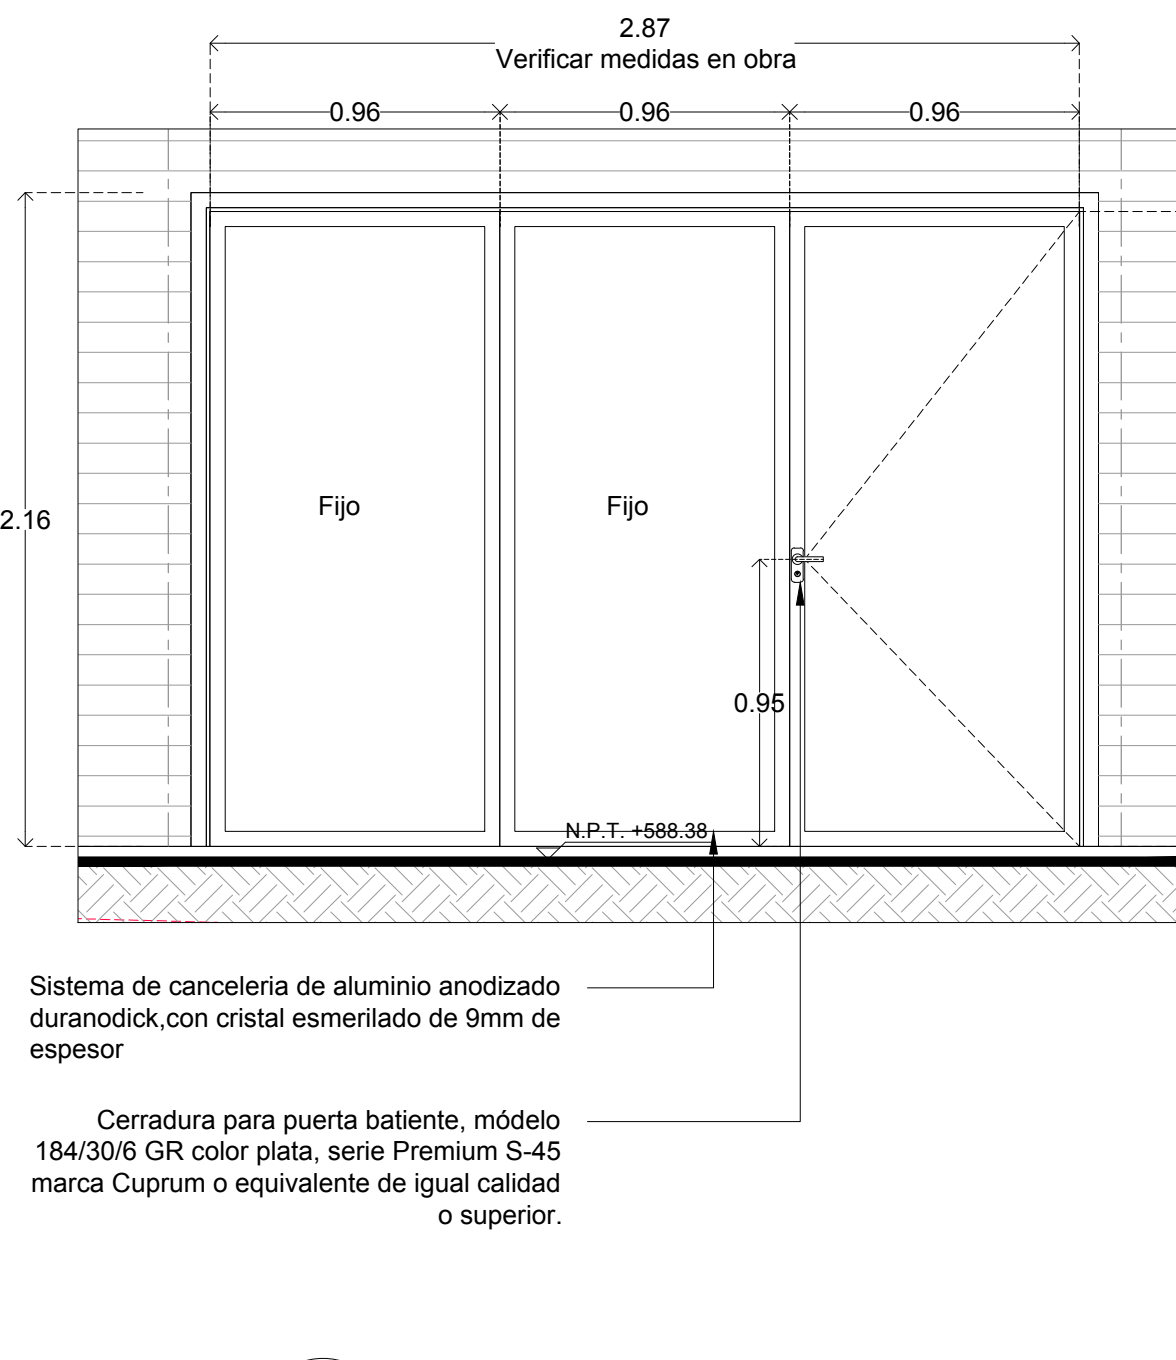 2.87
Verificar medidas en obra
0.96 0.96 0.96
Fijo Fijo
2.16
0.95
N.P.T. +588.38
Sistema de canceleria de aluminio anodizado
duranodick,con cristal esmerilado de 9mm de
espesor
Cerradura para puerta batiente, módelo
184/30/6 GR color plata, serie Premium S-45
marca Cuprum o equivalente de igual calidad
o superior.